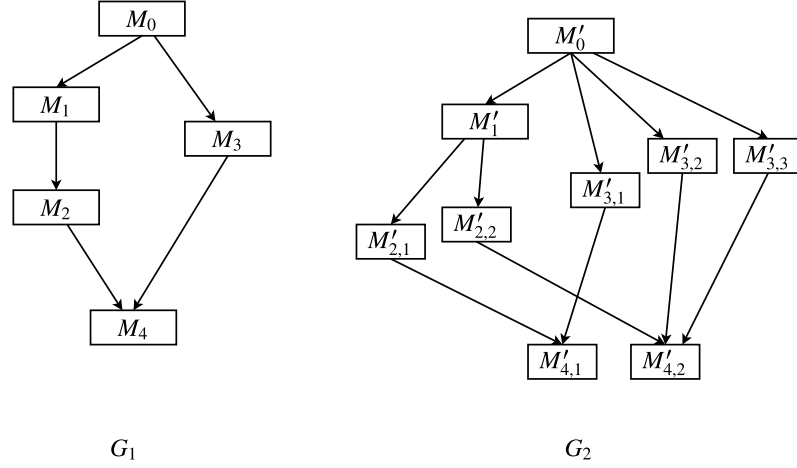 M₀
M₁
M₃
M₂
M₄
G₁
M′₀
M′₁
M′₃,₂
M′₃,₃
M′₃,₁
M′₂,₁
M′₂,₂
M′₄,₁
M′₄,₂
G₂